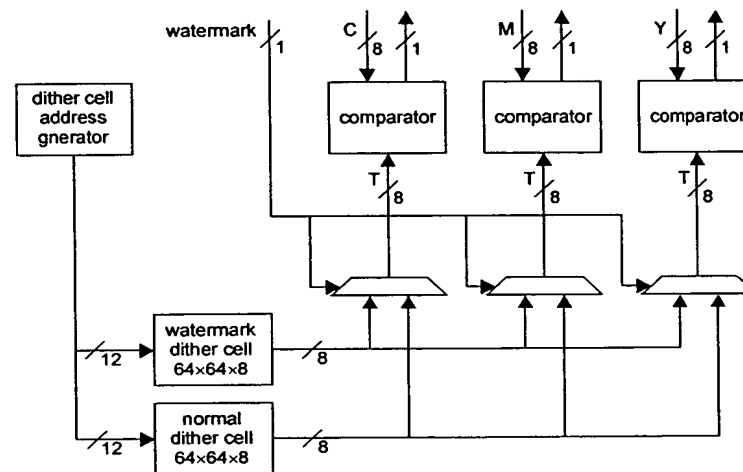 watermark
1
C
8
1
M
8
1
Y
8
1
dither cell
address
gnerator
comparator
comparator
comparator
T
8
T
8
T
8
watermark
dither cell
64×64×8
12
8
normal
dither cell
64×64×8
12
8